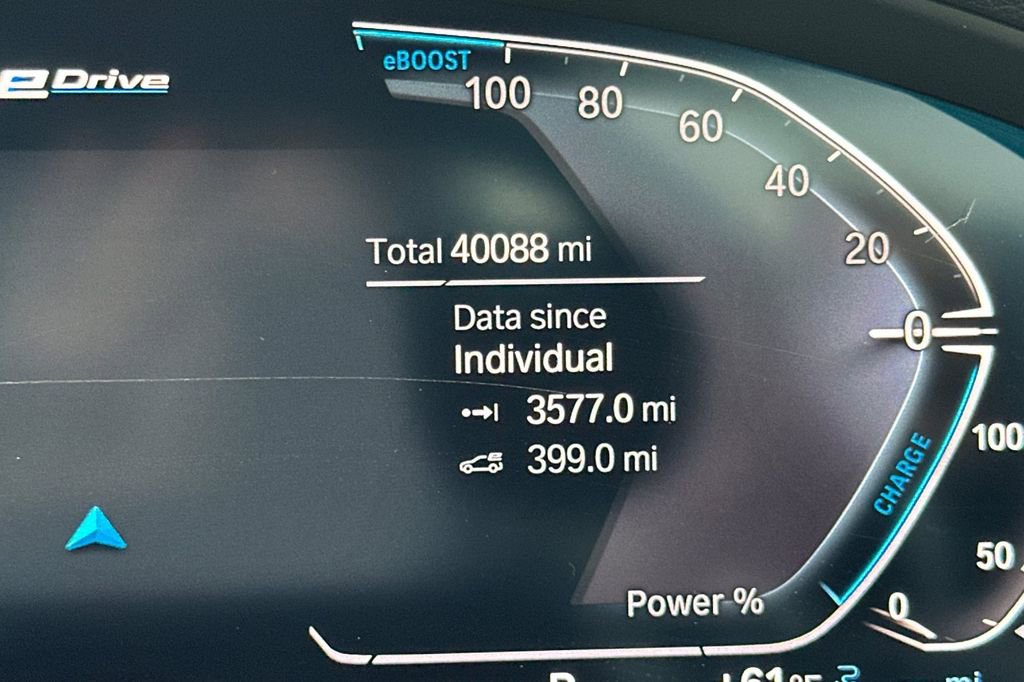 eDrive
eBOOST
100
80
60
40
20
0
Total 40088 mi
Data since
Individual
3577.0 mi
399.0 mi
CHARGE
100
50
0
Power %